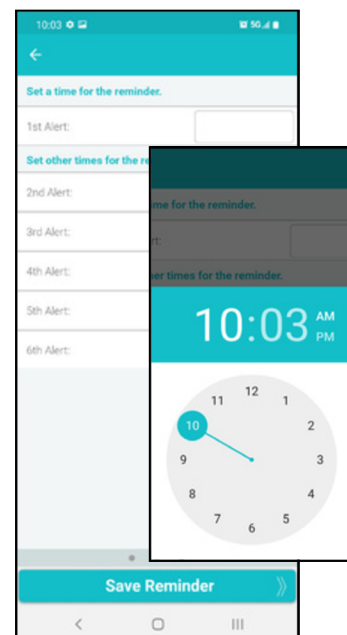 10:03
5G
Set a time for the reminder.
1st Alert:
Set other times for the re
2nd Alert:
3rd Alert:
4th Alert:
5th Alert:
6th Alert:
Save Reminder
me for the reminder.
rt:
er times for the reminder.
10:03 AM
PM
12
11 1
10 2
9 3
8 4
7 5
6